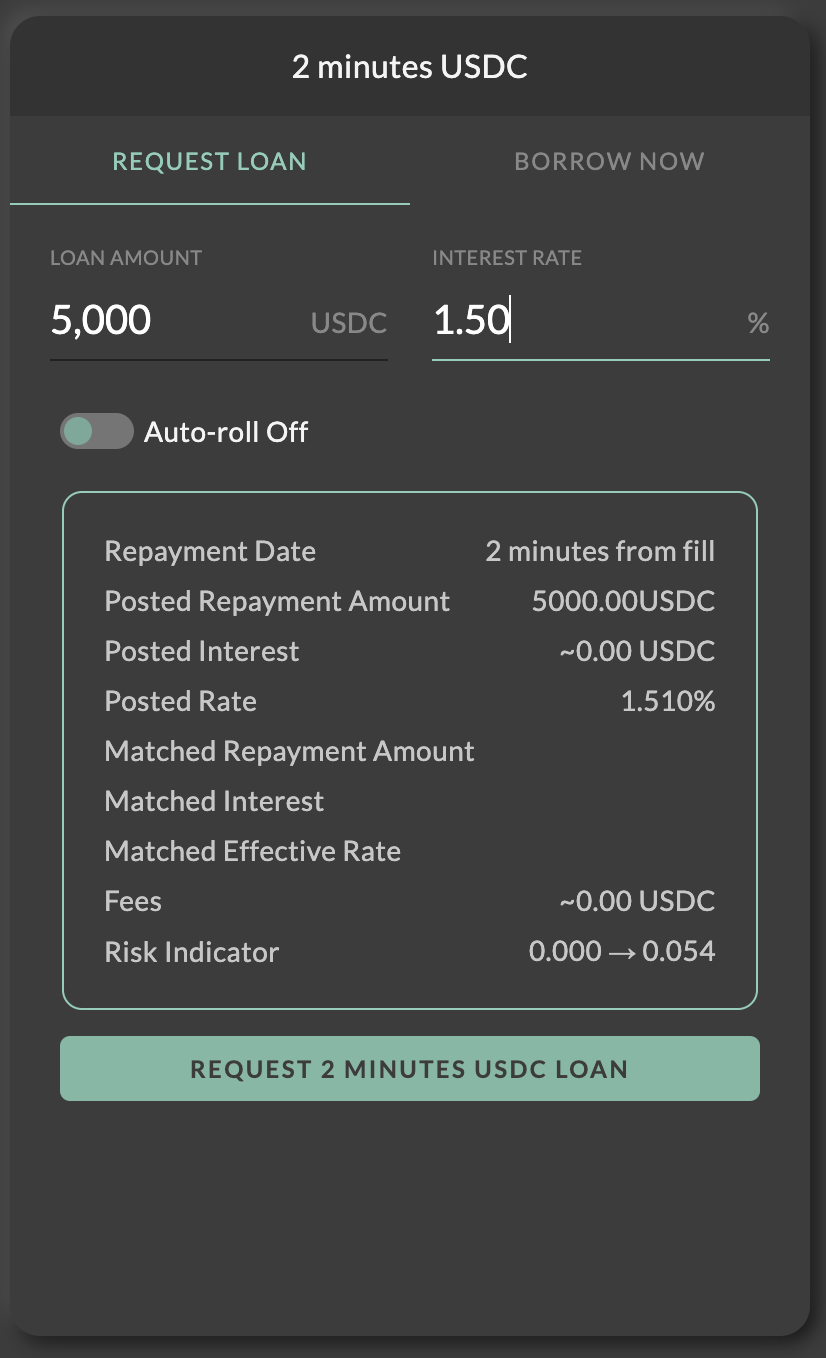 2 minutes USDC
REQUEST LOAN BORROW NOW
LOAN AMOUNT INTEREST RATE
5,000 USDC 1.50 %
Auto-roll Off
Repayment Date 2 minutes from fill
Posted Repayment Amount 5000.00USDC
Posted Interest ~0.00 USDC
Posted Rate 1.510%
Matched Repayment Amount
Matched Interest
Matched Effective Rate
Fees ~0.00 USDC
Risk Indicator 0.000 → 0.054
REQUEST 2 MINUTES USDC LOAN